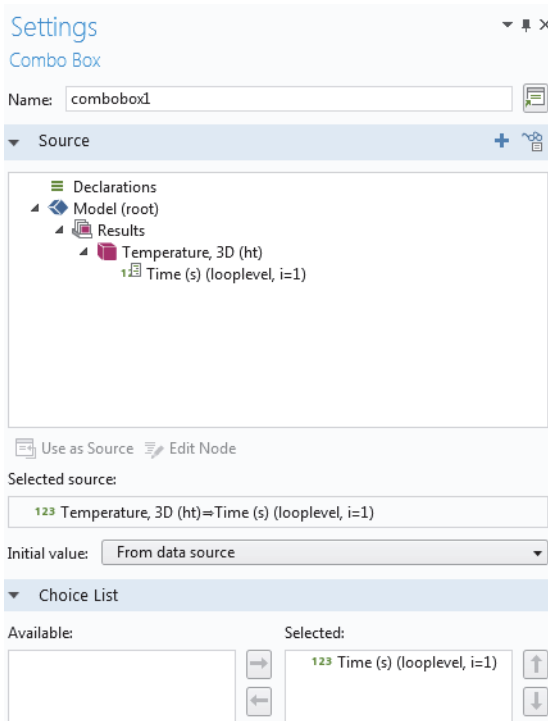 Settings
Combo Box
Name: combobox1
Source
Declarations
Model (root)
Results
Temperature, 3D (ht)
Time (s) (looplevel, i=1)
Use as Source Edit Node
Selected source:
123 Temperature, 3D (ht)⇒Time (s) (looplevel, i=1)
Initial value: From data source
Choice List
Available: Selected:
123 Time (s) (looplevel, i=1)